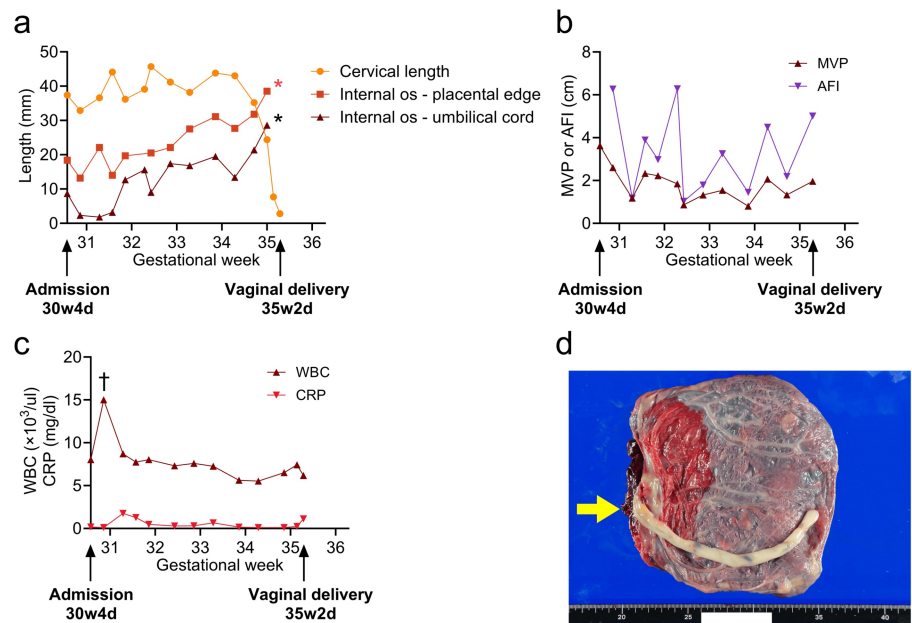 a
50
40
30
20
10
0
Length (mm)
31
32
33
34
35
36
Gestational week
*
*
Cervical length
Internal os - placental edge
Internal os - umbilical cord
Admission
30w4d
Vaginal delivery
35w2d
b
8
6
4
2
0
MVP or AFI (cm)
31
32
33
34
35
36
Gestational week
MVP
AFI
Admission
30w4d
Vaginal delivery
35w2d
c
20
15
10
5
0
WBC (×10³/ul)
CRP (mg/dl)
†
31
32
33
34
35
36
Gestational week
WBC
CRP
Admission
30w4d
Vaginal delivery
35w2d
d
20
25
35
40